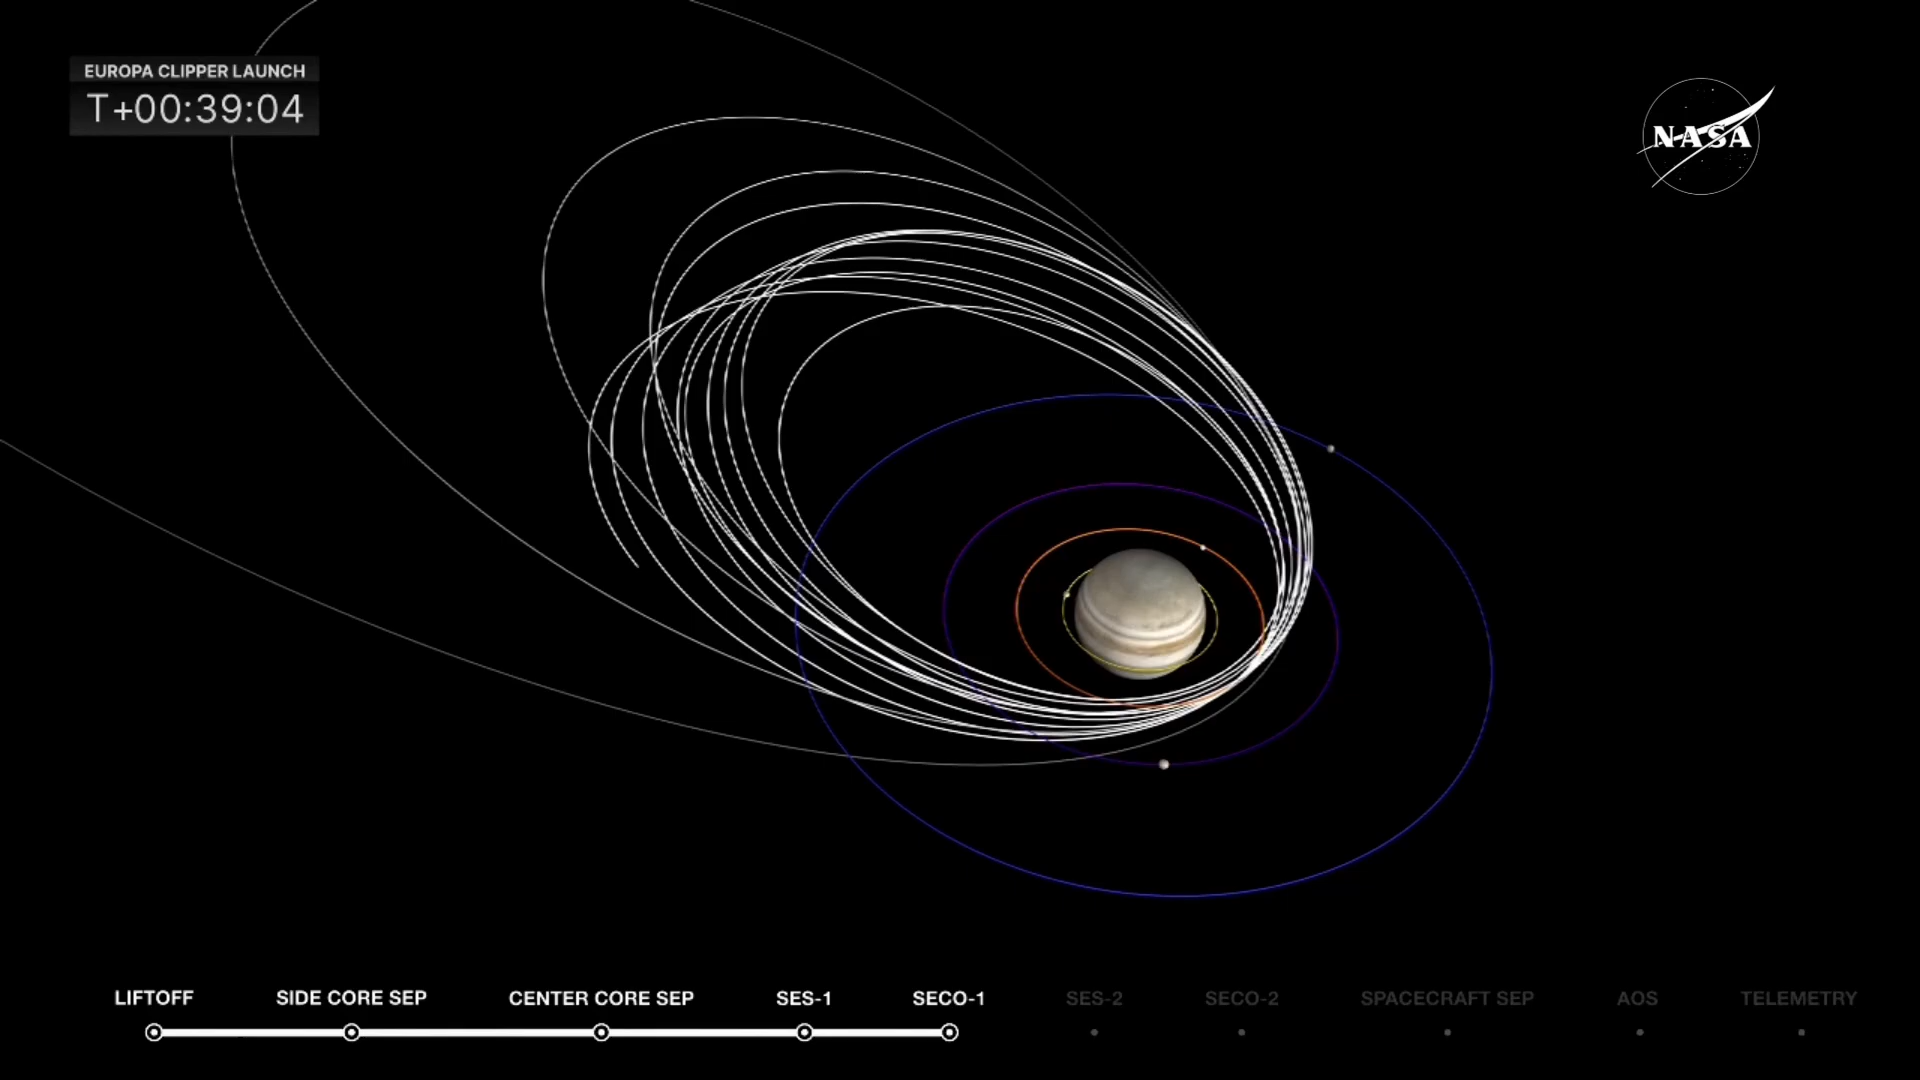 EUROPA CLIPPER LAUNCH
T+00:39:04
NASA
LIFTOFF
SIDE CORE SEP
CENTER CORE SEP
SES-1
SECO-1
SES-2
SECO-2
SPACECRAFT SEP
AOS
TELEMETRY